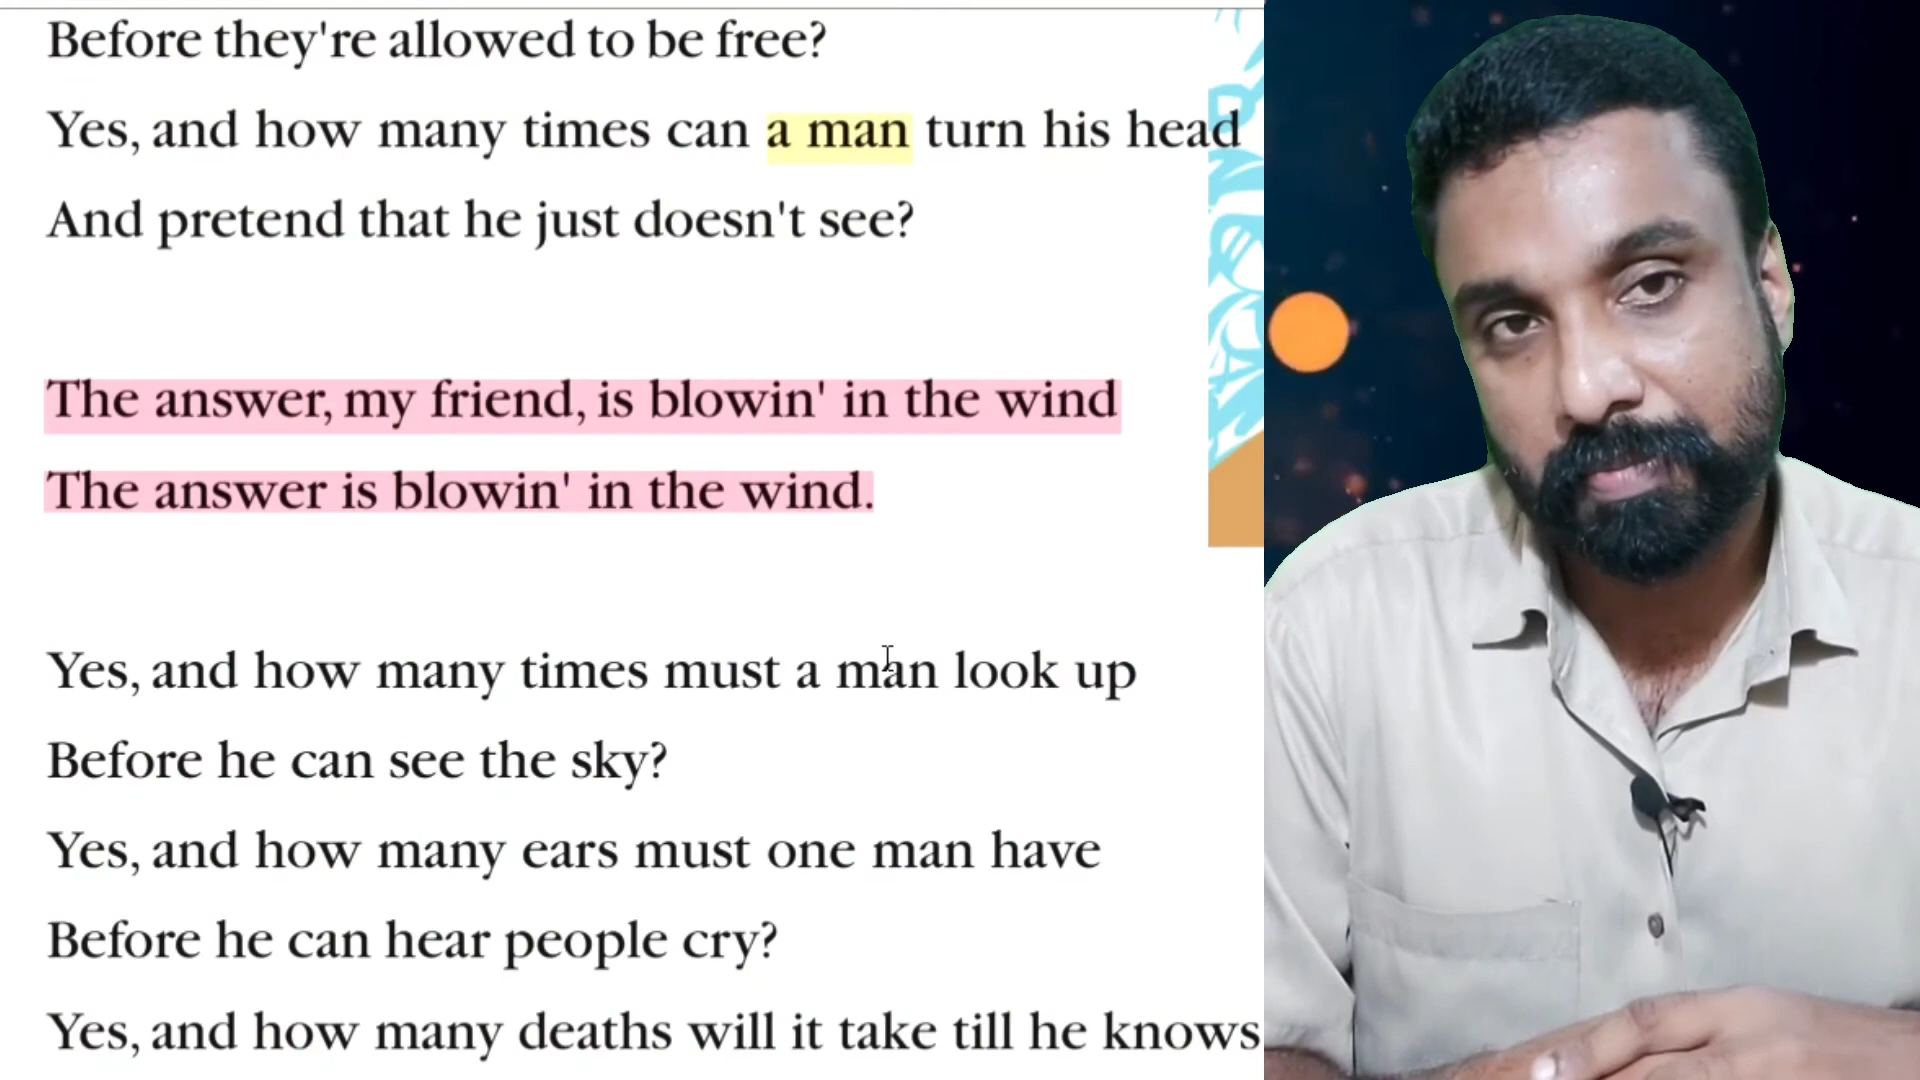 Before they're allowed to be free?
Yes, and how many times can a man turn his head
And pretend that he just doesn't see?
The answer, my friend, is blowin' in the wind
The answer is blowin' in the wind.
Yes, and how many times must a man look up
Before he can see the sky?
Yes, and how many ears must one man have
Before he can hear people cry?
Yes, and how many deaths will it take till he knows